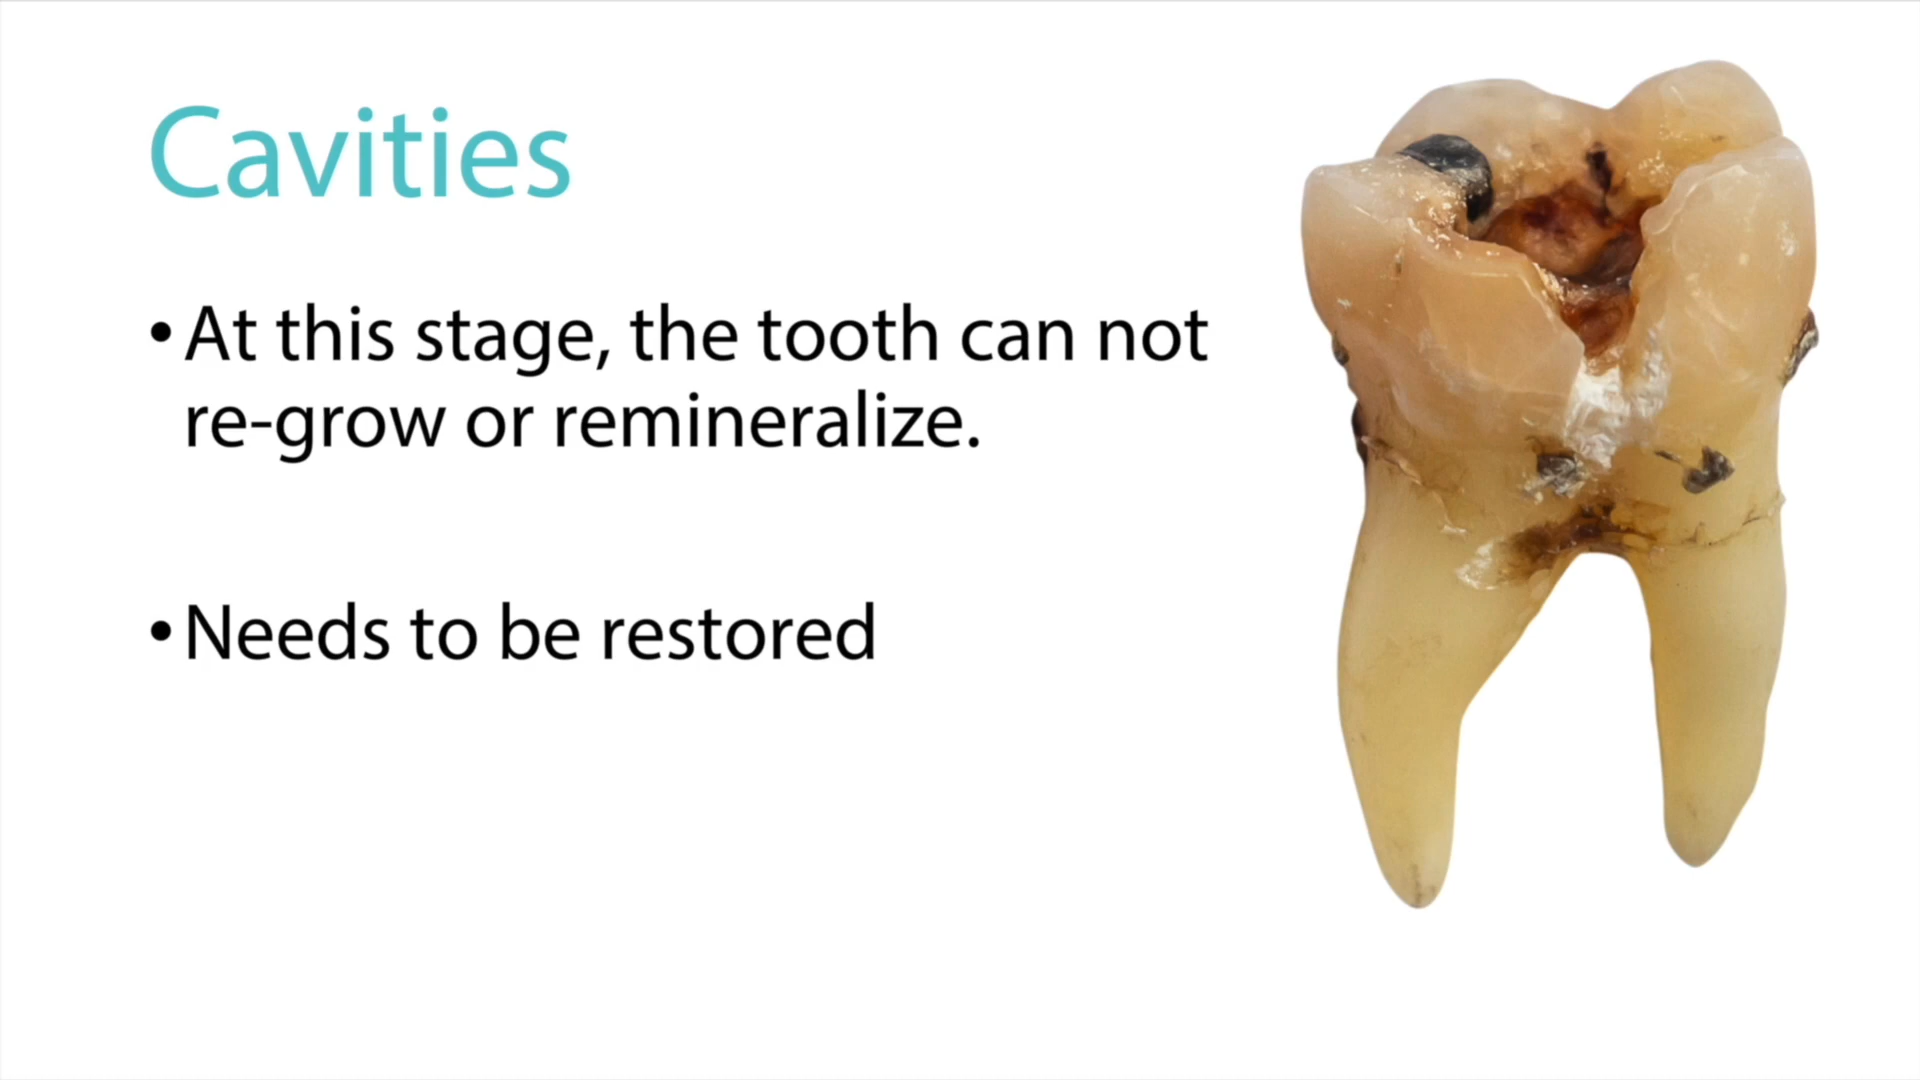 Cavities
• At this stage, the tooth can not
re-grow or remineralize.
• Needs to be restored